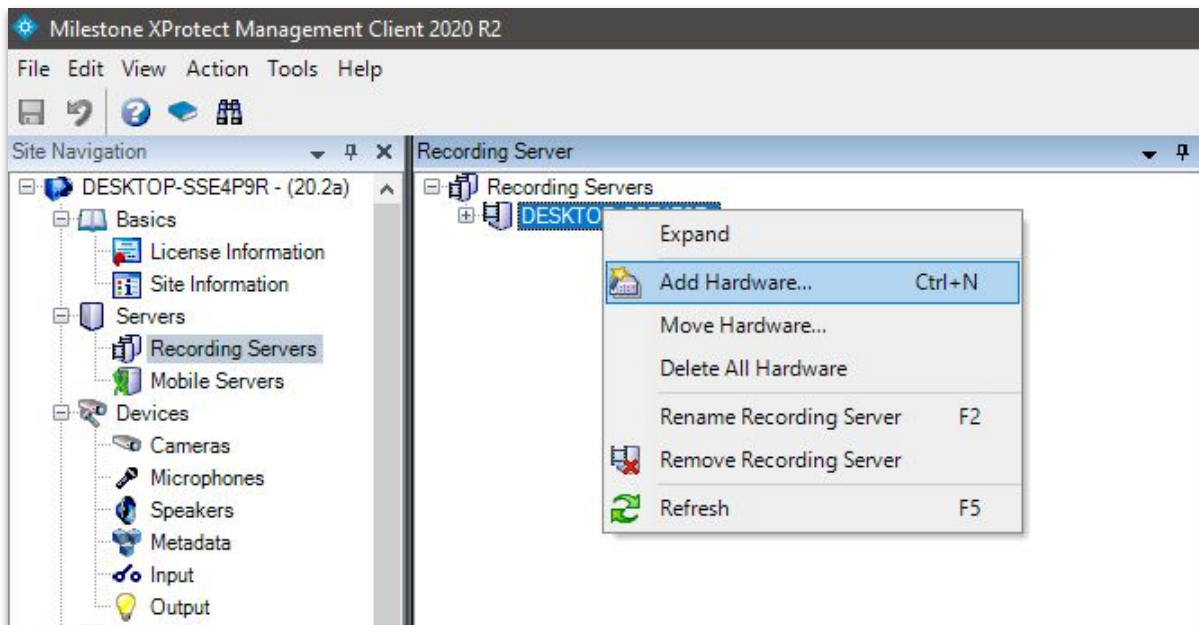 Milestone XProtect Management Client 2020 R2
File Edit View Action Tools Help
Site Navigation
DESKTOP-SSE4P9R - (20.2a)
Basics
License Information
Site Information
Servers
Recording Servers
Mobile Servers
Devices
Cameras
Microphones
Speakers
Metadata
Input
Output
Recording Server
Recording Servers
Expand
Add Hardware... Ctrl+N
Move Hardware...
Delete All Hardware
Rename Recording Server F2
Remove Recording Server
Refresh F5